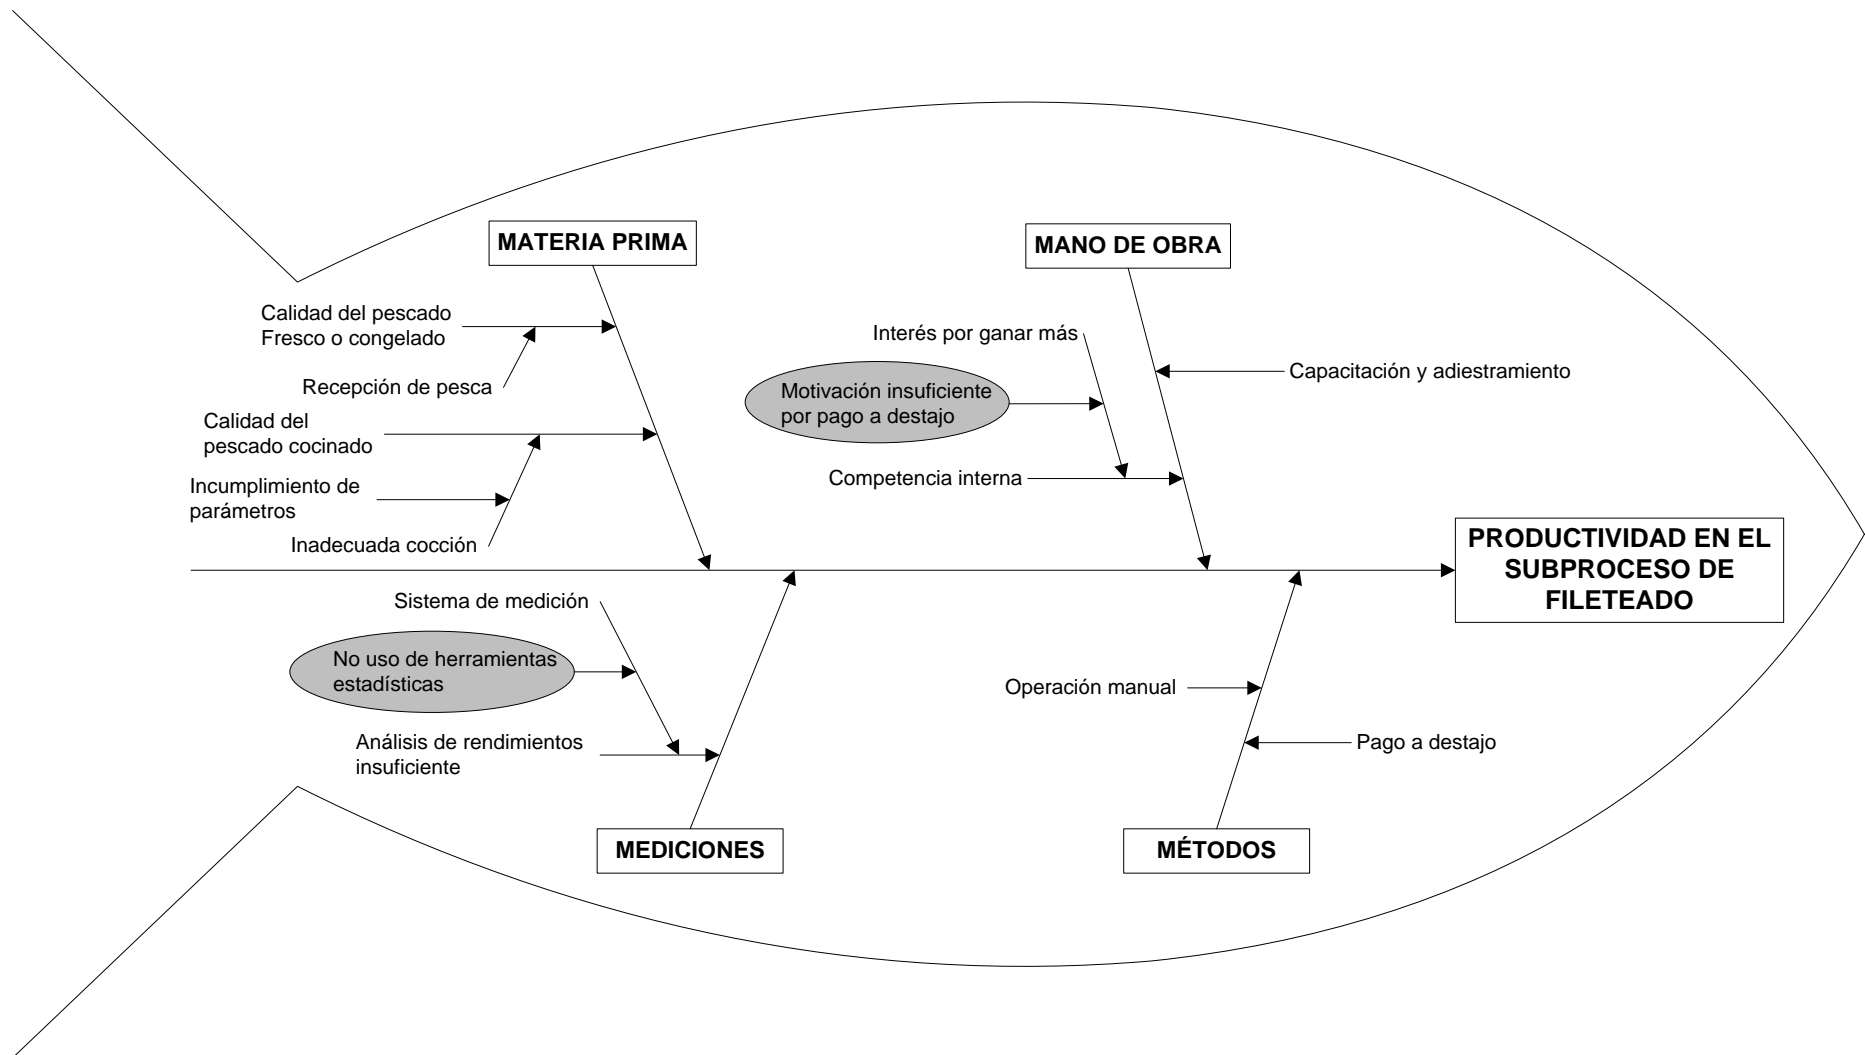 MATERIA PRIMA
MANO DE OBRA
Calidad del pescado
Fresco o congelado
Recepción de pesca
Calidad del
pescado cocinado
Incumplimiento de
parámetros
Inadecuada cocción
Interés por ganar más
Motivación insuficiente
por pago a destajo
Competencia interna
Capacitación y adiestramiento
PRODUCTIVIDAD EN EL
SUBPROCESO DE
FILETEADO
Sistema de medición
No uso de herramientas
estadísticas
Análisis de rendimientos
insuficiente
Operación manual
Pago a destajo
MEDICIONES
MÉTODOS